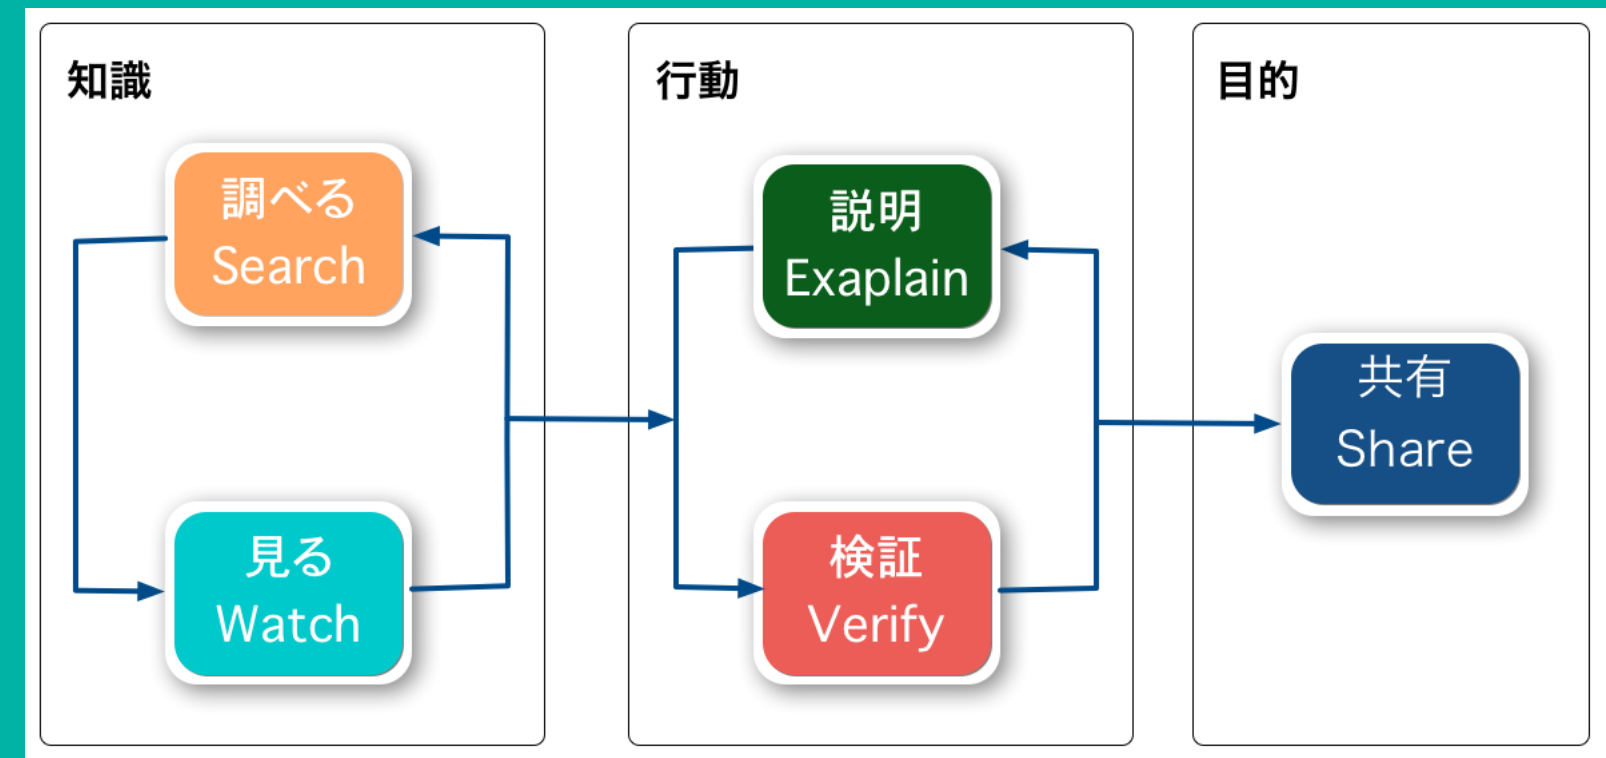 知識
調べる
Search
見る
Watch
行動
説明
Exaplain
検証
Verify
目的
共有
Share